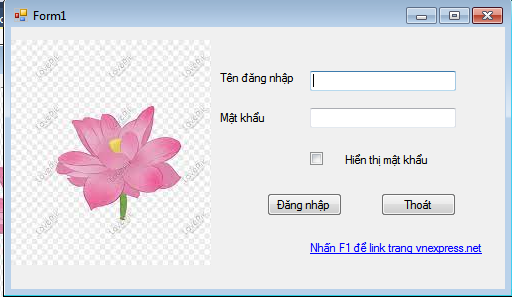 Form1
Tên đăng nhập
Mật khẩu
Hiển thị mật khẩu
Đăng nhập
Thoát
Nhấn F1 để link trang vnexpress.net